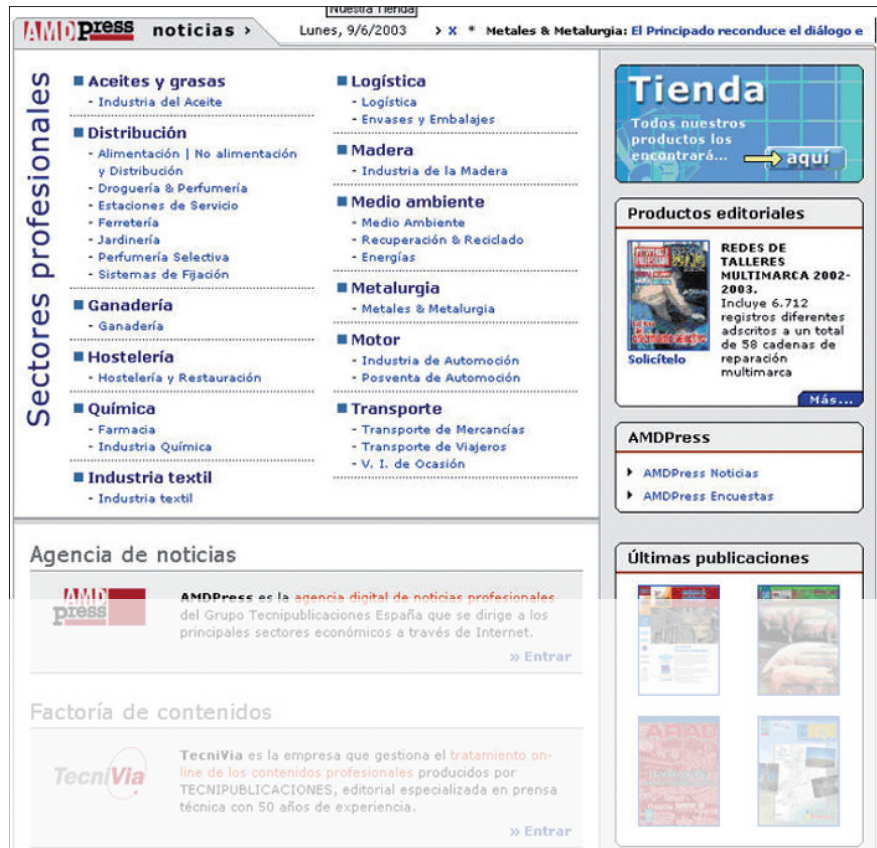 Nuestra Tienda
AMDPress noticias › Lunes, 9/6/2003 › X * Metales & Metalurgia: El Principado reconduce el diálogo e
Sectores profesionales
Aceites y grasas
- Industria del Aceite
Distribución
- Alimentación | No alimentación
y Distribución
- Droguería & Perfumería
- Estaciones de Servicio
- Ferretería
- Jardinería
- Perfumería Selectiva
- Sistemas de Fijación
Ganadería
- Ganadería
Hostelería
- Hostelería y Restauración
Química
- Farmacia
- Industria Química
Industria textil
- Industria textil
Logística
- Logística
- Envases y Embalajes
Madera
- Industria de la Madera
Medio ambiente
- Medio Ambiente
- Recuperación & Reciclado
- Energías
Metalurgia
- Metales & Metalurgia
Motor
- Industria de Automoción
- Posventa de Automoción
Transporte
- Transporte de Mercancías
- Transporte de Viajeros
- V. I. de Ocasión
Tienda
Todos nuestros
productos los
encontrará...
aquí
Productos editoriales
REDES DE
TALLERES
MULTIMARCA 2002-
2003.
Incluye 6.712
registros diferentes
adscritos a un total
de 58 cadenas de
reparación
multimarca
Solicítelo
Más...
AMDPress
AMDPress Noticias
AMDPress Encuestas
Últimas publicaciones
Agencia de noticias
AMD
press
AMDPress es la agencia digital de noticias profesionales
del Grupo Tecnipublicaciones España que se dirige a los
principales sectores económicos a través de Internet.
» Entrar
Factoría de contenidos
TecniVia
TecniVia es la empresa que gestiona el tratamiento on-
line de los contenidos profesionales producidos por
TECNIPUBLICACIONES, editorial especializada en prensa
técnica con 50 años de experiencia.
» Entrar